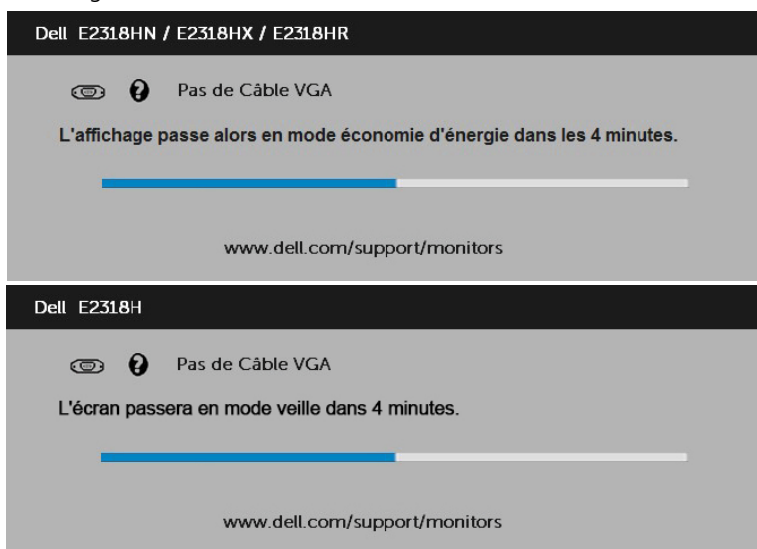 Dell E2318HN / E2318HX / E2318HR
Pas de Câble VGA
L'affichage passe alors en mode économie d'énergie dans les 4 minutes.
www.dell.com/support/monitors
Dell E2318H
Pas de Câble VGA
L'écran passera en mode veille dans 4 minutes.
www.dell.com/support/monitors